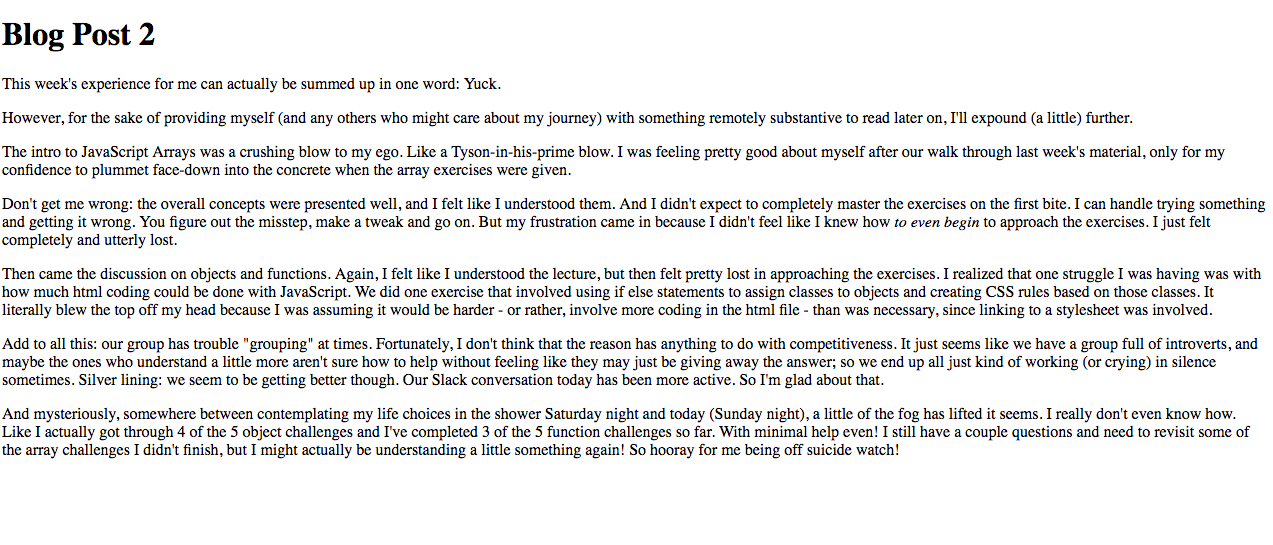 Blog Post 2
This week's experience for me can actually be summed up in one word: Yuck.
However, for the sake of providing myself (and any others who might care about my journey) with something remotely substantive to read later on, I'll expound (a little) further.
The intro to JavaScript Arrays was a crushing blow to my ego. Like a Tyson-in-his-prime blow. I was feeling pretty good about myself after our walk through last week's material, only for my
confidence to plummet face-down into the concrete when the array exercises were given.
Don't get me wrong: the overall concepts were presented well, and I felt like I understood them. And I didn't expect to completely master the exercises on the first bite. I can handle trying something
and getting it wrong. You figure out the misstep, make a tweak and go on. But my frustration came in because I didn't feel like I knew how to even begin to approach the exercises. I just felt
completely and utterly lost.
Then came the discussion on objects and functions. Again, I felt like I understood the lecture, but then felt pretty lost in approaching the exercises. I realized that one struggle I was having was with
how much html coding could be done with JavaScript. We did one exercise that involved using if else statements to assign classes to objects and creating CSS rules based on those classes. It
literally blew the top off my head because I was assuming it would be harder - or rather, involve more coding in the html file - than was necessary, since linking to a stylesheet was involved.
Add to all this: our group has trouble "grouping" at times. Fortunately, I don't think that the reason has anything to do with competitiveness. It just seems like we have a group full of introverts, and
maybe the ones who understand a little more aren't sure how to help without feeling like they may just be giving away the answer; so we end up all just kind of working (or crying) in silence
sometimes. Silver lining: we seem to be getting better though. Our Slack conversation today has been more active. So I'm glad about that.
And mysteriously, somewhere between contemplating my life choices in the shower Saturday night and today (Sunday night), a little of the fog has lifted it seems. I really don't even know how.
Like I actually got through 4 of the 5 object challenges and I've completed 3 of the 5 function challenges so far. With minimal help even! I still have a couple questions and need to revisit some of
the array challenges I didn't finish, but I might actually be understanding a little something again! So hooray for me being off suicide watch!